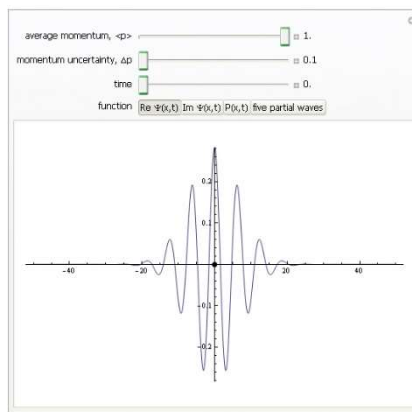 average momentum, <p> 1.
momentum uncertainty, Δp 0.1
time 0.
function Re Ψ(x,t) Im Ψ(x,t) P(x,t) five partial waves
0.2
0.1
-40 -20 20 40
-0.1
-0.2